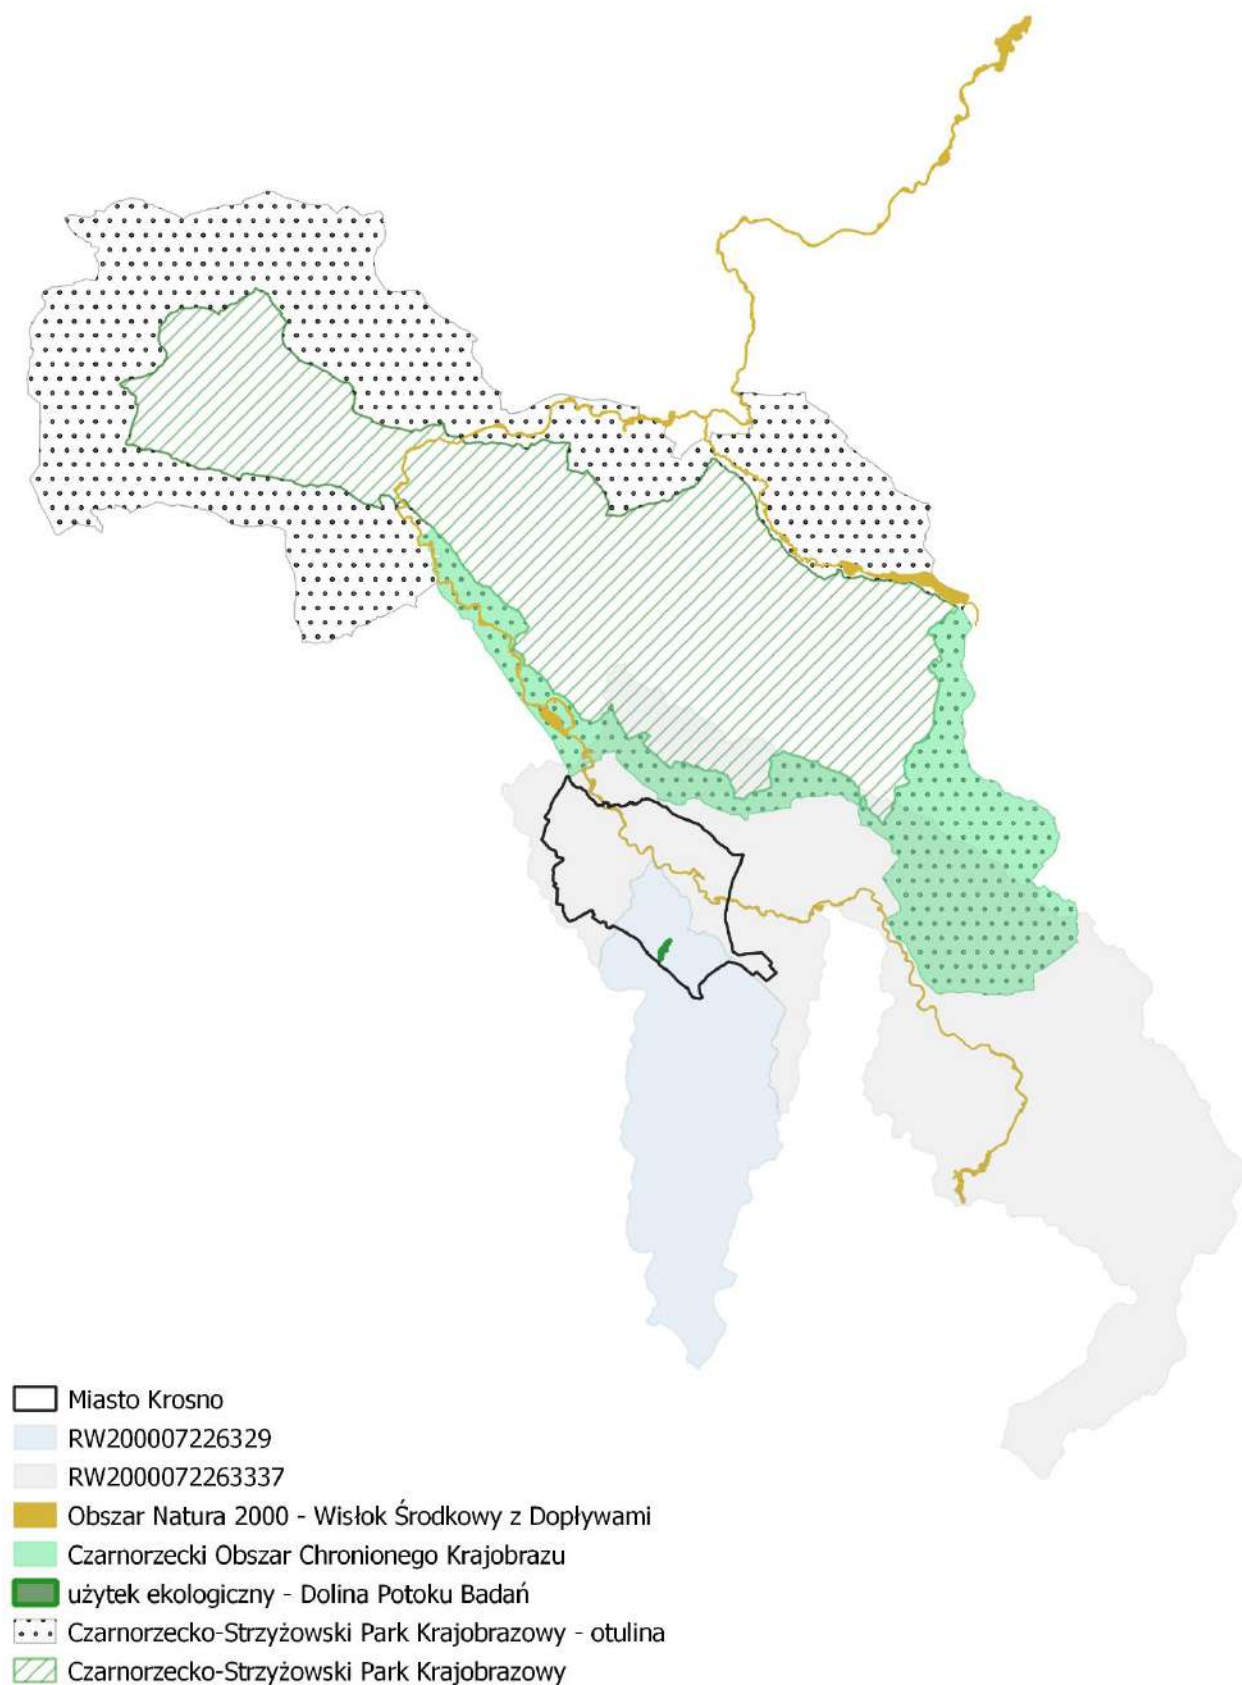 Miasto Krosno
RW200007226329
RW2000072263337
Obszar Natura 2000 - Wisłok Środkowy z Dopływami
Czarnorzecki Obszar Chronionego Krajobrazu
użytek ekologiczny - Dolina Potoku Badań
Czarnorzecko-Strzyżowski Park Krajobrazowy - otulina
Czarnorzecko-Strzyżowski Park Krajobrazowy